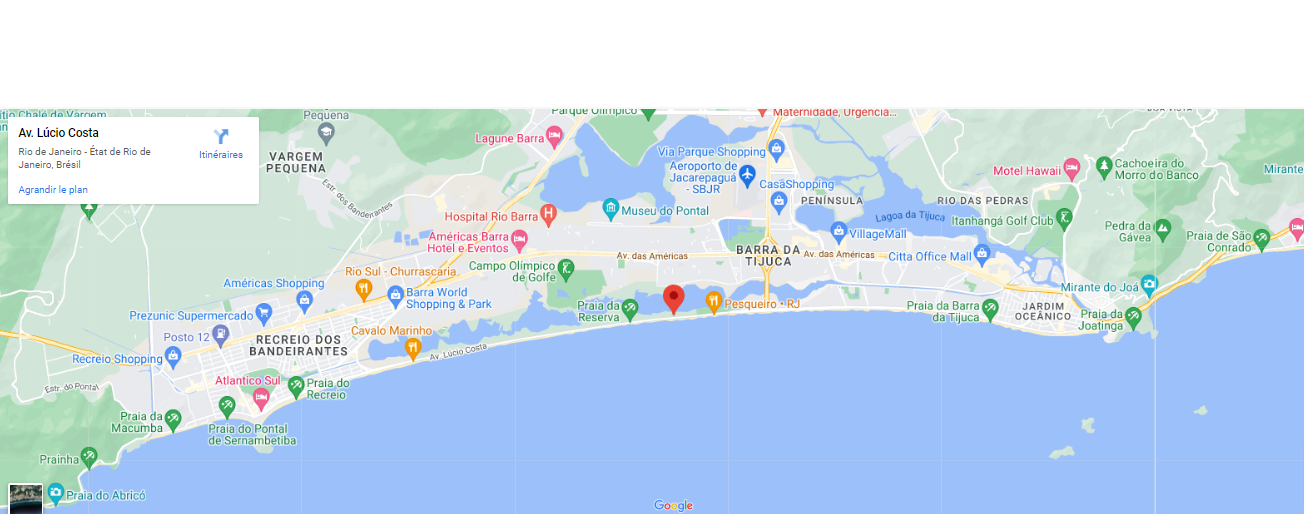 Parque Olímpico
Maternidade, Urgência...
Av. Lúcio Costa
Rio de Janeiro - État de Rio de
Janeiro, Brésil
Itinéraires
Agrandir le plan
Pequena
VARGEM
PEQUENA
Estr. dos Bandeirantes
Lagune Barra
Via Parque Shopping
Aeroporto de
Jacarepaguá
- SBJR
CasaShopping
PENÍNSULA
Motel Hawaii
Cachoeira do
Morro do Banco
Mirante
RIO DAS PEDRAS
Hospital Rio Barra
Museu do Pontal
Lagoa da Tijuca
Itanhangá Golf Club
Pedra da
Gávea
Praia de São
Conrado
Américas Barra
Hotel e Eventos
VillageMall
BARRA DA
TIJUCA
Av. das Américas
Av. das Américas
Citta Office Mall
Campo Olímpico
de Golfe
Rio Sul - Churrascaria.
Américas Shopping
Barra World
Shopping & Park
Mirante do Joá
Prezunic Supermercado
Praia da
Reserva
Pesqueiro • RJ
Praia da Barra
da Tijuca
JARDIM
OCEÂNICO
Praia da
Joatinga
Posto 12
Cavalo Marinho
RECREIO DOS
BANDEIRANTES
Av. Lúcio Costa
Recreio Shopping
Estr. do Pontal
Atlantico Sul
Praia do
Recreio
Praia da
Macumba
Praia do Pontal
de Sernambetiba
Prainha
Praia do Abricó
Google